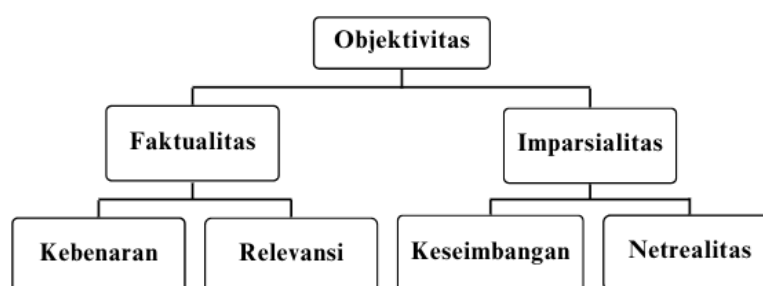 Objektivitas
Faktualitas
Imparsialitas
Kebenaran
Relevansi
Keseimbangan
Netrealitas